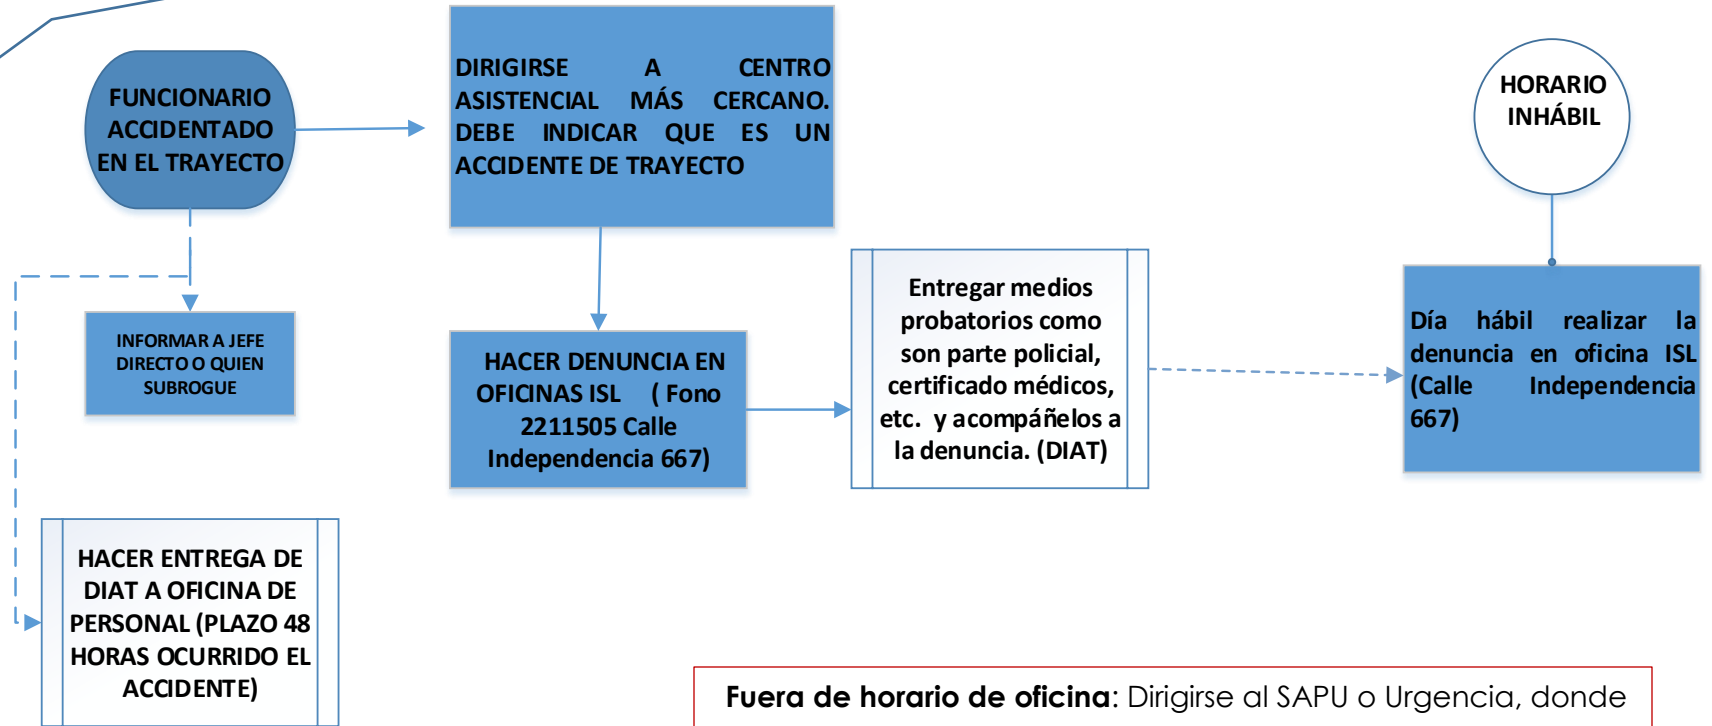 FUNCIONARIO
ACCIDENTADO
EN EL TRAYECTO
DIRIGIRSE A CENTRO
ASISTENCIAL MÁS CERCANO.
DEBE INDICAR QUE ES UN
ACCIDENTE DE TRAYECTO
HORARIO
INHÁBIL
INFORMAR A JEFE
DIRECTO O QUIEN
SUBROGUE
HACER DENUNCIA EN
OFICINAS ISL ( Fono
2211505 Calle
Independencia 667)
Entregar medios
probatorios como
son parte policial,
certificado médicos,
etc. y acompáñelos a
la denuncia. (DIAT)
Día hábil realizar la
denuncia en oficina ISL
(Calle Independencia
667)
HACER ENTREGA DE
DIAT A OFICINA DE
PERSONAL (PLAZO 48
HORAS OCURRIDO EL
ACCIDENTE)
Fuera de horario de oficina: Dirigirse al SAPU o Urgencia, donde